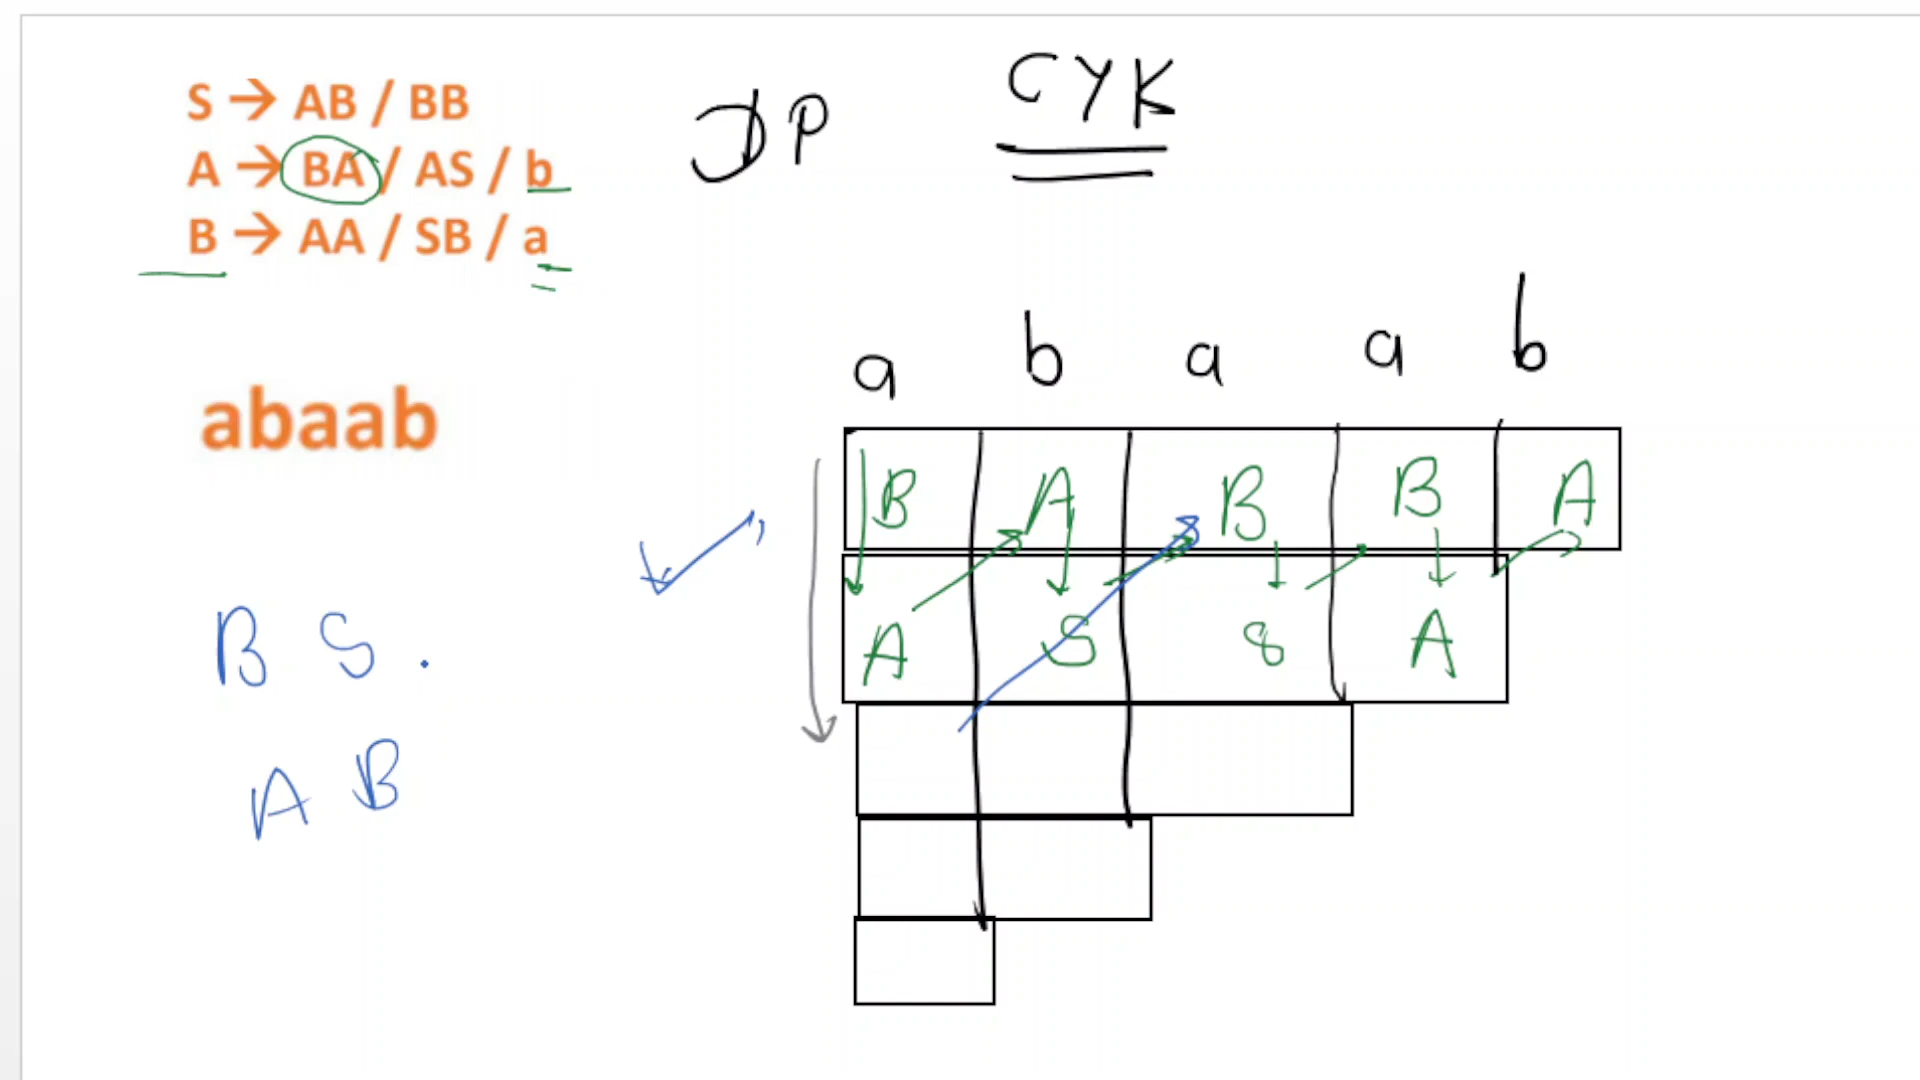 S → AB / BB
A → BA / AS / b
B → AA / SB / a
DP
CYK
abaab
a b a a b
B A B B A
A S S A
B S .
A B